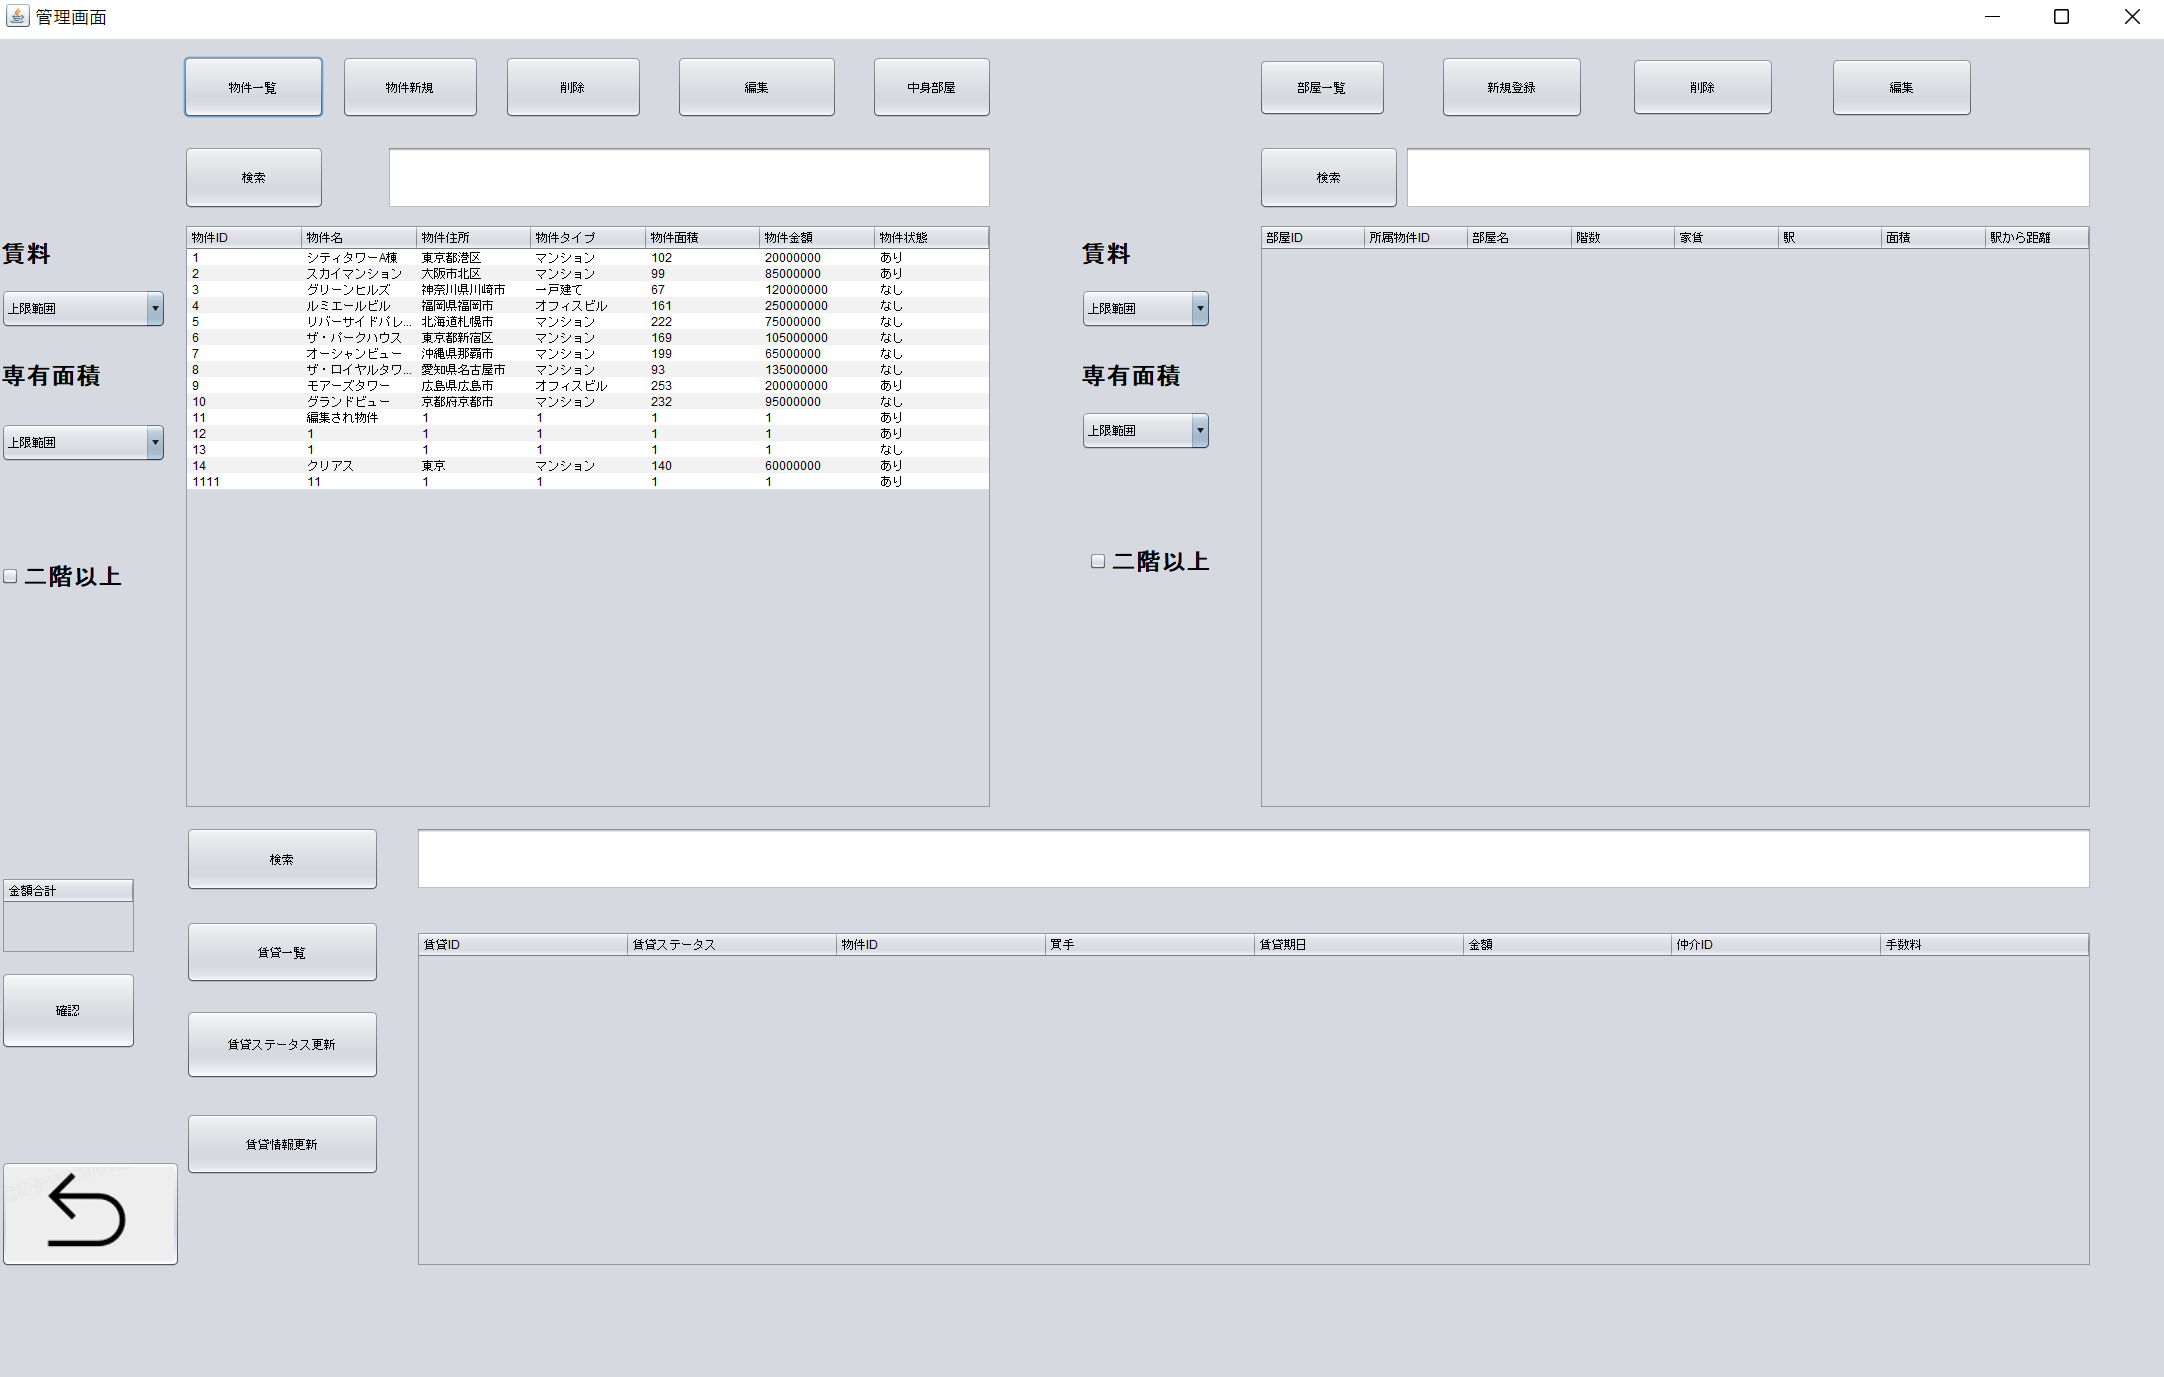 管理画面
物件一覧 物件新規 削除 編集 中身部屋
部屋一覧 新規登録 削除 編集
検索
検索
賃料
上限範囲
専有面積
上限範囲
二階以上
物件ID 物件名 物件住所 物件タイプ 物件面積 物件金額 物件状態
1 シティタワーA棟 東京都港区 マンション 102 20000000 あり
2 スカイマンション 大阪市北区 マンション 99 85000000 あり
3 グリーンヒルズ 神奈川県川崎市 一戸建て 67 120000000 なし
4 ルミエールビル 福岡県福岡市 オフィスビル 161 250000000 なし
5 リバーサイドパレ... 北海道札幌市 マンション 222 75000000 なし
6 ザ・パークハウス 東京都新宿区 マンション 169 105000000 なし
7 オーシャンビュー 沖縄県那覇市 マンション 199 65000000 なし
8 ザ・ロイヤルタワ... 愛知県名古屋市 マンション 93 135000000 なし
9 モアーズタワー 広島県広島市 オフィスビル 253 200000000 あり
10 グランドビュー 京都府京都市 マンション 232 95000000 なし
11 編集され物件 1 1 1 1 あり
12 1 1 1 1 1 あり
13 1 1 1 1 1 なし
14 クリアス 東京 マンション 140 60000000 あり
1111 11 1 1 1 1 あり
賃料
上限範囲
専有面積
上限範囲
二階以上
部屋ID 所属物件ID 部屋名 階数 家賃 駅 面積 駅から距離
検索
金額合計
確認
賃貸一覧
賃貸ステータス更新
賃貸情報更新
賃貸ID 賃貸ステータス 物件ID 買手 賃貸期日 金額 仲介ID 手数料